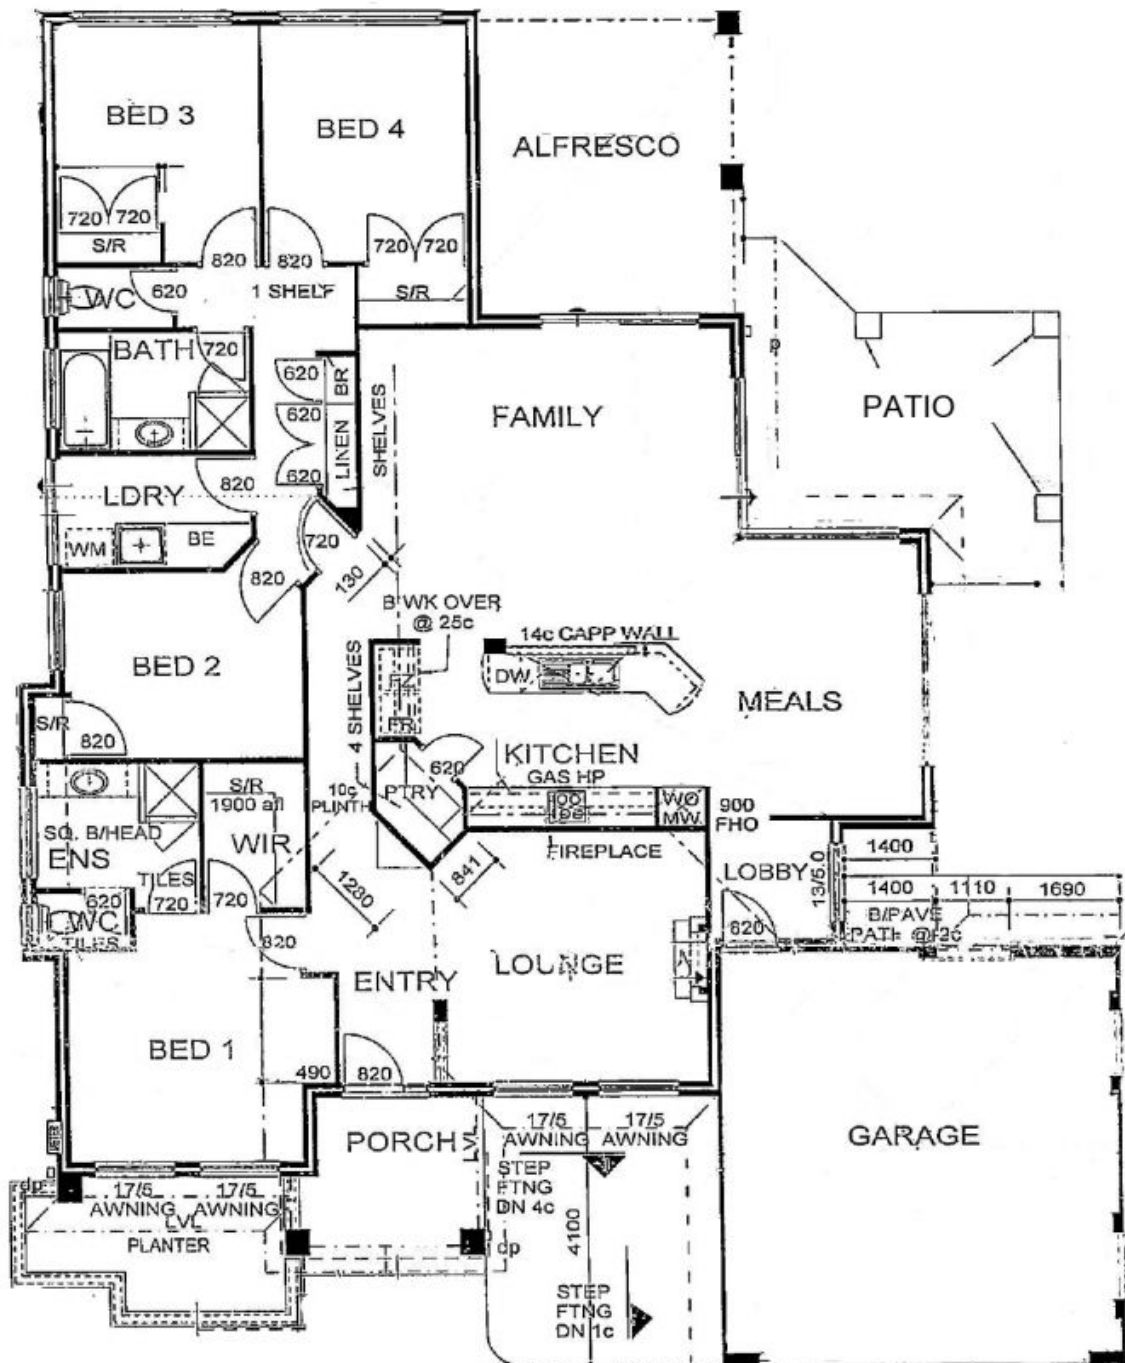 BED 3
BED 4
ALFRESCO
720 720
S/R
720 720
S/R
820
820
WC
620
1 SHELF
BATH
720
620
BR
620
LINEN
620
SHELVES
FAMILY
PATIO
p
LDRY
820
WM
BE
720
820
130
B WK OVER
@ 25c
14c CAPP WALL
DW
BED 2
4 SHELVES
FR
MEALS
S/R
820
KITCHEN
GAS HP
620
PTRY
10c
PLINTH
WO
MW
900
FHO
S/R
1900 afl
SQ. B/HEAD
ENS
WIR
TILES
720
720
620
WC
TILES
1280
841
FIREPLACE
LOBBY
13/5.0
1400
1400
1110
1690
B/PAVE
PATH @ 2c
820
820
ENTRY
LOUNGE
BED 1
490
820
PORCH
LVL
17/5
AWNING
17/5
AWNING
GARAGE
STEP
FTNG
DN 4c
4100
dp
17/5
AWNING
17/5
AWNING
LVL
PLANTER
dp
STEP
FTNG
DN 1c